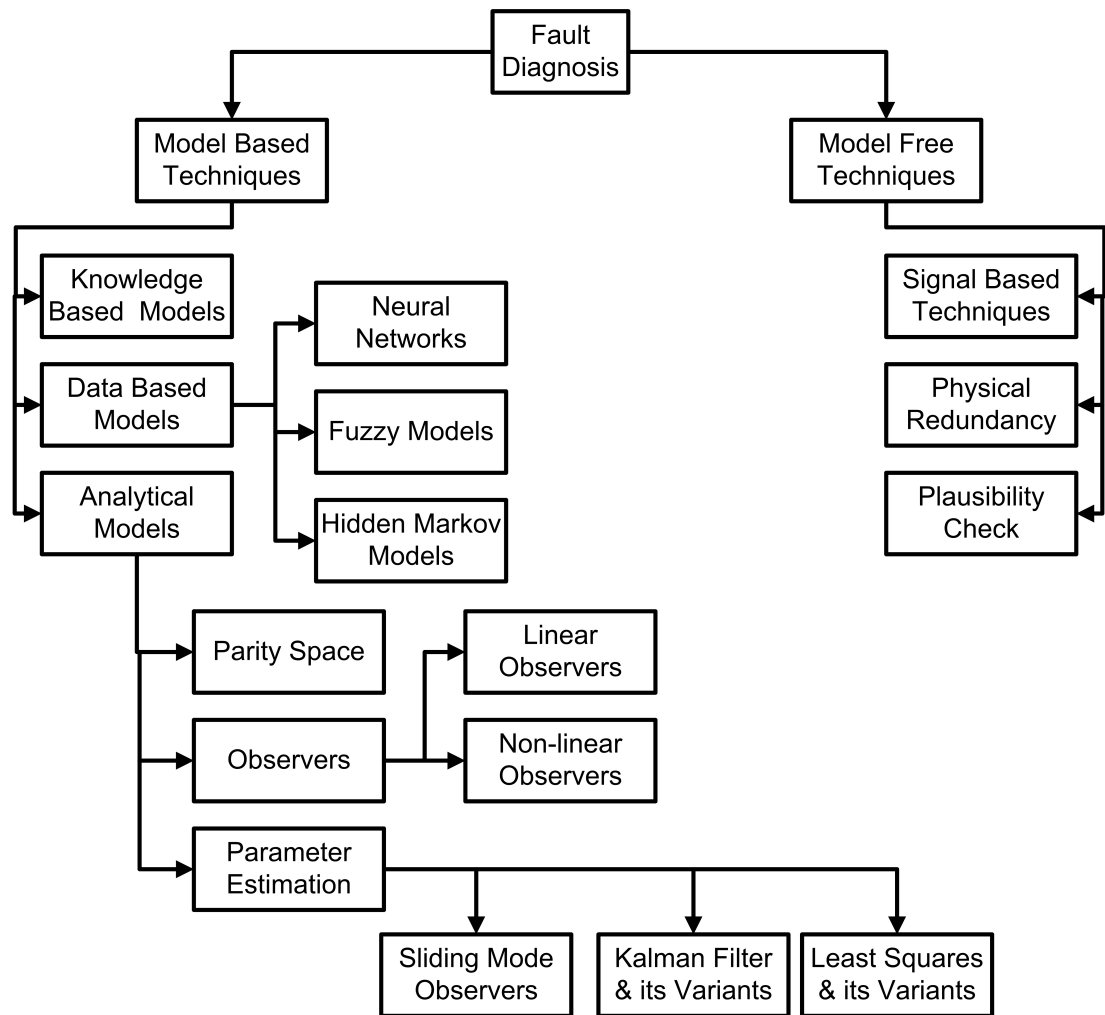 Fault
Diagnosis
Model Based
Techniques
Model Free
Techniques
Knowledge
Based  Models
Signal Based
Techniques
Neural
Networks
Data Based
Models
Physical
Redundancy
Fuzzy Models
Analytical
Models
Plausibility
Check
Hidden Markov
Models
Parity Space
Linear
Observers
Observers
Non-linear
Observers
Parameter
Estimation
Sliding Mode
Observers
Kalman Filter
& its Variants
Least Squares
& its Variants